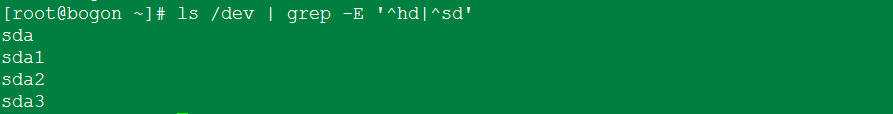 [root@bogon ~]# ls /dev | grep -E '^hd|^sd'
sda
sda1
sda2
sda3